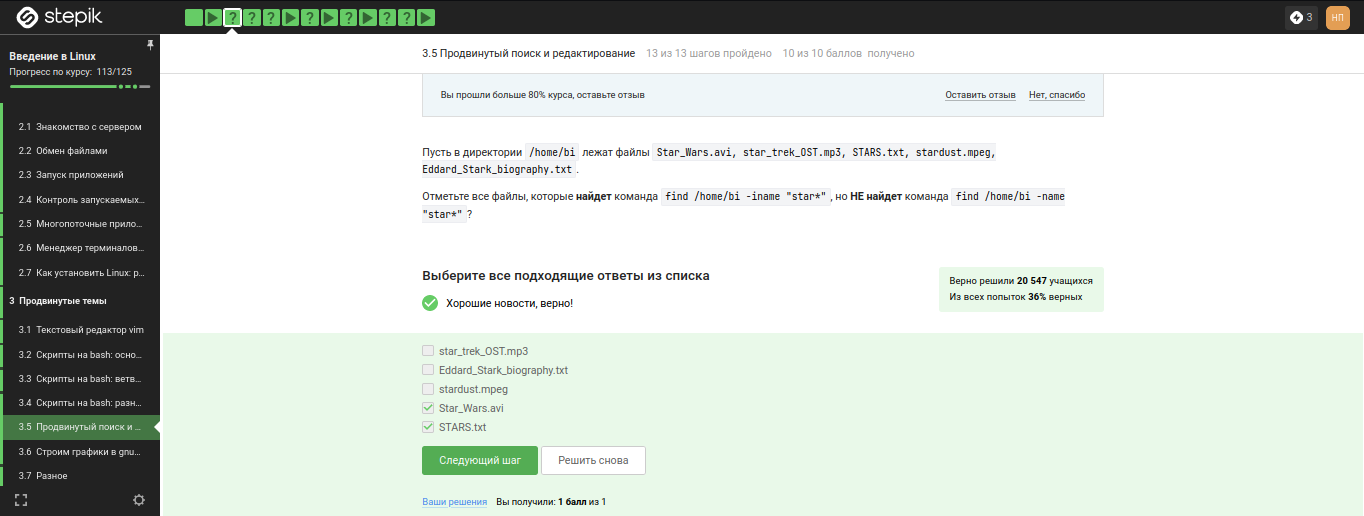 stepik
? ? ? ? ? ? ? ?
3
НП
Введение в Linux
Прогресс по курсу: 113/125
2.1 Знакомство с сервером
2.2 Обмен файлами
2.3 Запуск приложений
2.4 Контроль запускаемых...
2.5 Многопоточные прило...
2.6 Менеджер терминалов...
2.7 Как установить Linux: р...
3 Продвинутые темы
3.1 Текстовый редактор vim
3.2 Скрипты на bash: осно...
3.3 Скрипты на bash: ветв...
3.4 Скрипты на bash: разн...
3.5 Продвинутый поиск и ...
3.6 Строим графики в gnu...
3.7 Разное
3.5 Продвинутый поиск и редактирование 13 из 13 шагов пройдено 10 из 10 баллов получено
Вы прошли больше 80% курса, оставьте отзыв Оставить отзыв Нет, спасибо
Пусть в директории /home/bi лежат файлы Star_Wars.avi, star_trek_OST.mp3, STARS.txt, stardust.mpeg,
Eddard_Stark_biography.txt.
Отметьте все файлы, которые найдет команда find /home/bi -iname "star*", но НЕ найдет команда find /home/bi -name
"star*" ?
Выберите все подходящие ответы из списка
Верно решили 20 547 учащихся
Из всех попыток 36% верных
Хорошие новости, верно!
star_trek_OST.mp3
Eddard_Stark_biography.txt
stardust.mpeg
Star_Wars.avi
STARS.txt
Следующий шаг Решить снова
Ваши решения Вы получили: 1 балл из 1